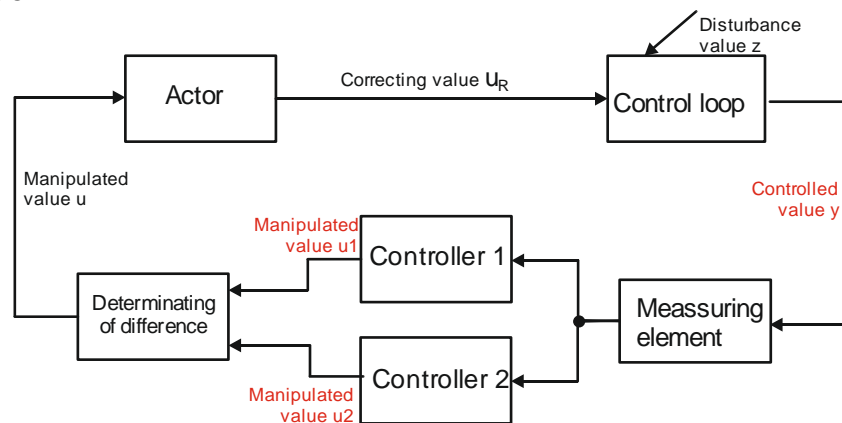 Disturbance
value z
Actor
Correcting value uR
Control loop
Manipulated
value u
Controlled
value y
Manipulated
value u1
Controller 1
Determinating
of difference
Meassuring
element
Controller 2
Manipulated
value u2